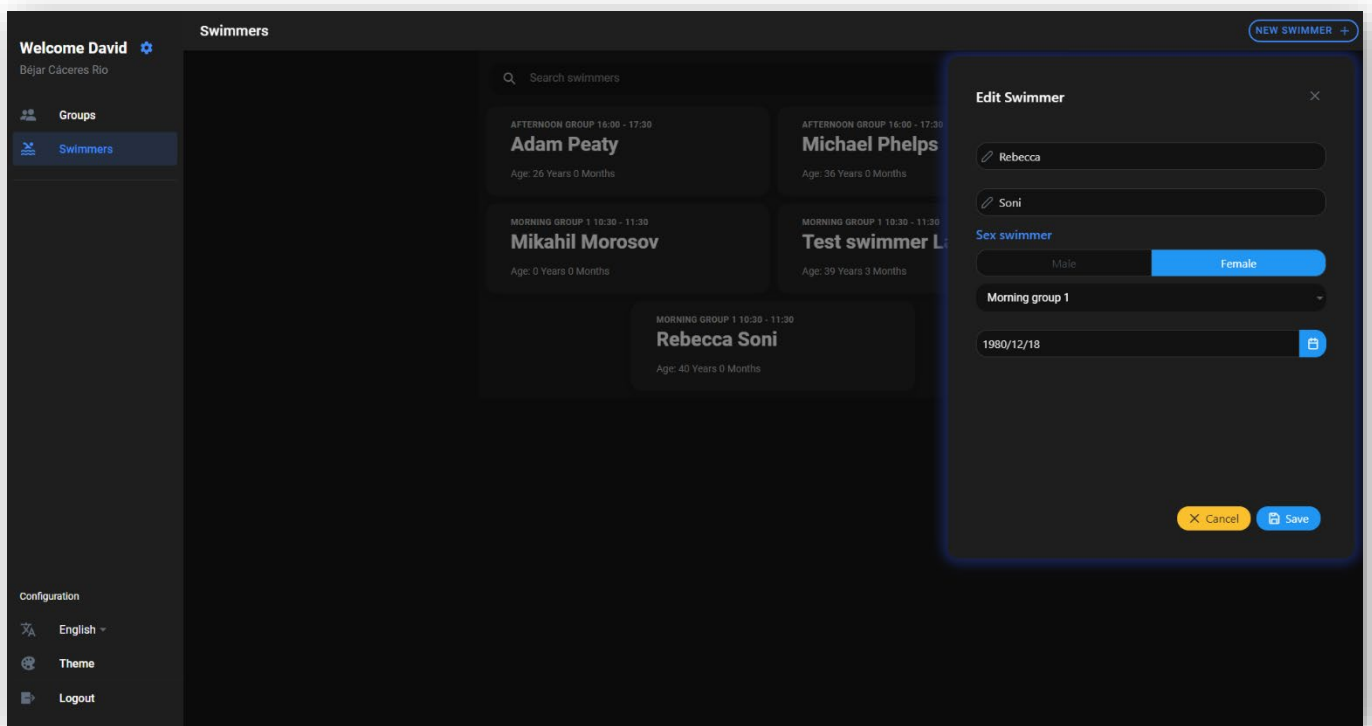 Welcome David
Béjar Cáceres Rio
Groups
Swimmers
Configuration
English
Theme
Logout
Swimmers
NEW SWIMMER +
Search swimmers
AFTERNOON GROUP 16:00 - 17:30
Adam Peaty
Age: 26 Years 0 Months
AFTERNOON GROUP 16:00 - 17:30
Michael Phelps
Age: 36 Years 0 Months
MORNING GROUP 1 10:30 - 11:30
Mikahil Morosov
Age: 0 Years 0 Months
MORNING GROUP 1 10:30 - 11:30
Test swimmer
Age: 39 Years 3 Months
MORNING GROUP 1 10:30 - 11:30
Rebecca Soni
Age: 40 Years 0 Months
Edit Swimmer
Rebecca
Soni
Sex swimmer
Male Female
Morning group 1
1980/12/18
Cancel Save